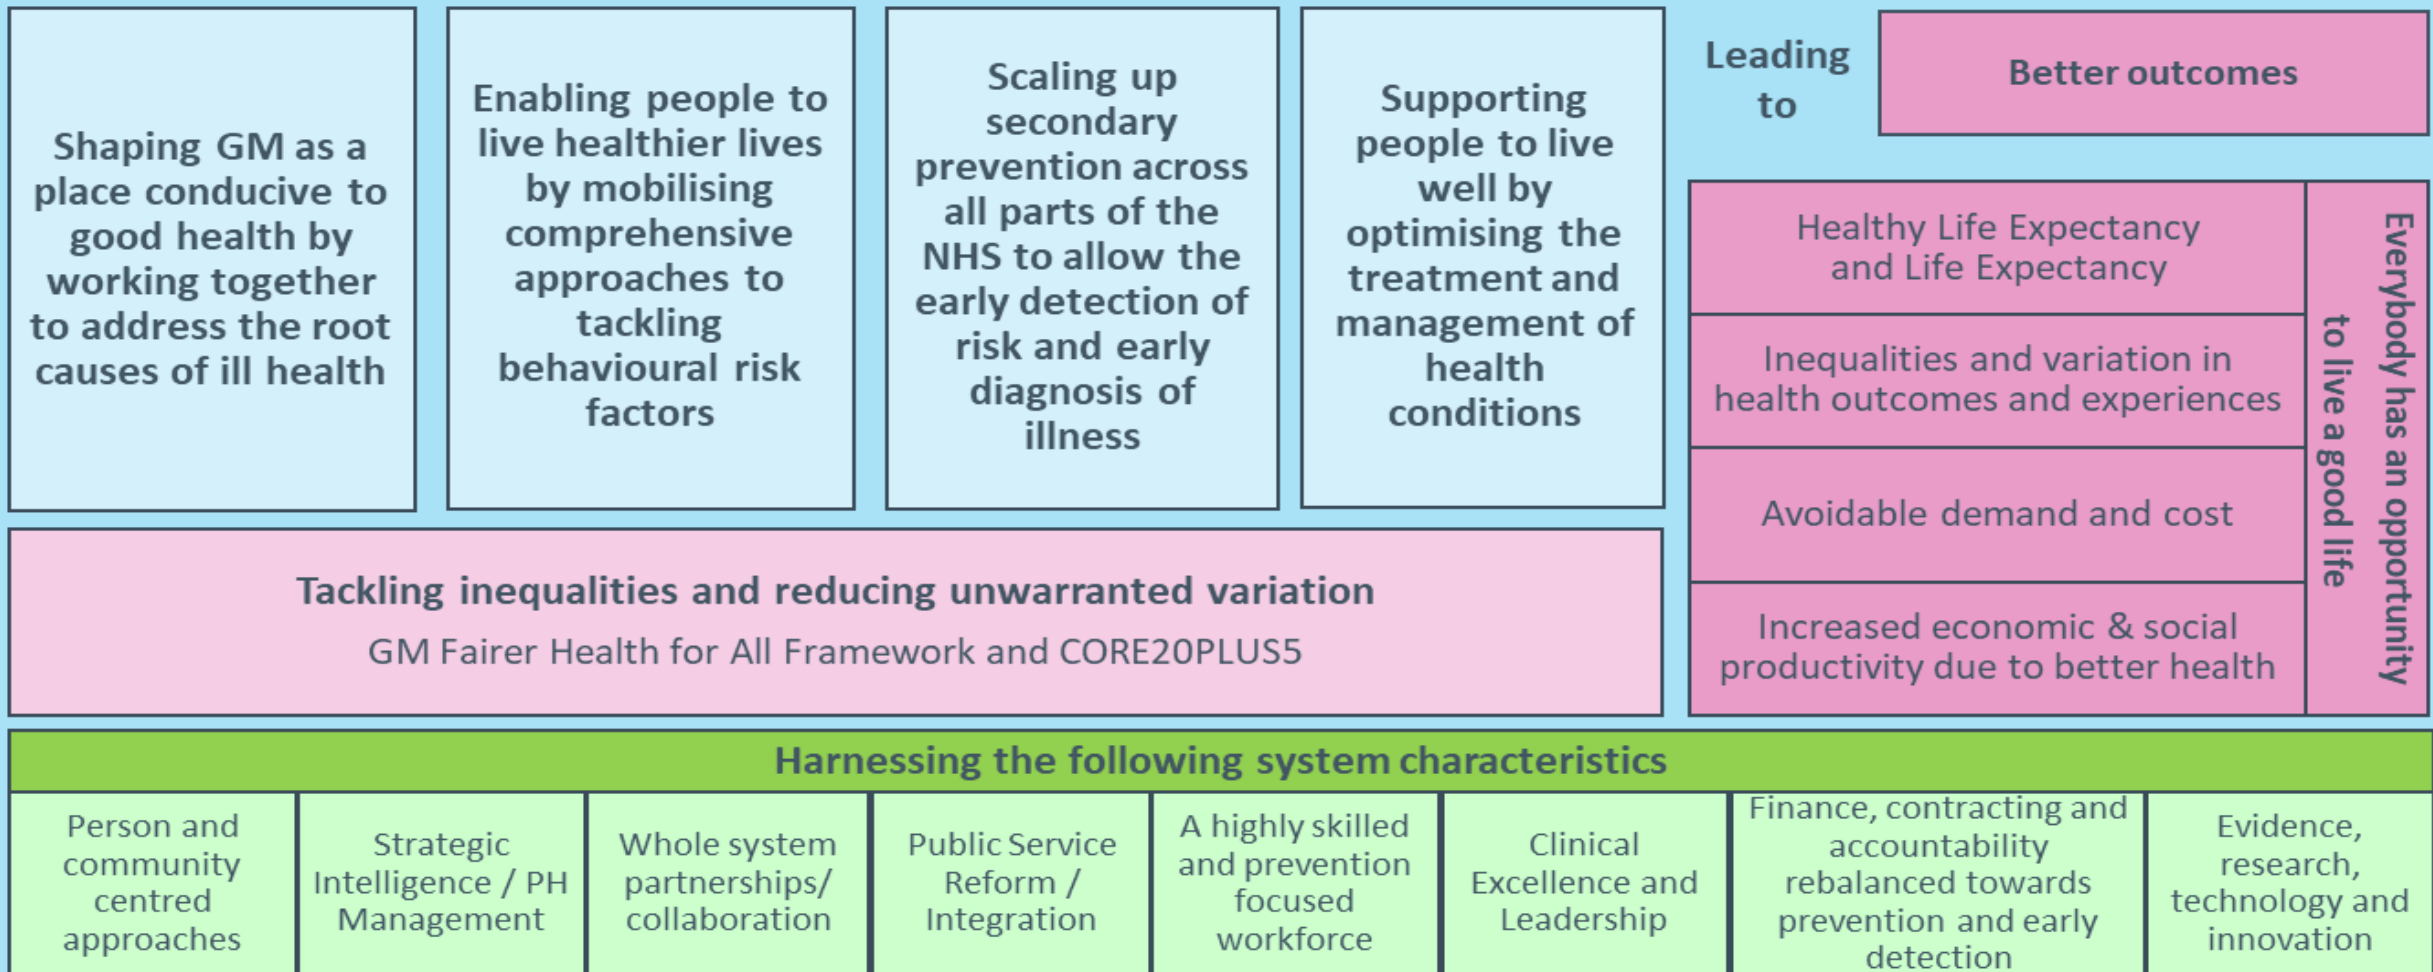 Shaping GM as a
place conducive to
good health by
working together
to address the root
causes of ill health
Enabling people to
live healthier lives
by mobilising
comprehensive
approaches to
tackling
behavioural risk
factors
Scaling up
secondary
prevention across
all parts of the
NHS to allow the
early detection of
risk and early
diagnosis of
illness
Supporting
people to live
well by
optimising the
treatment and
management of
health
conditions
Leading
to
Better outcomes
Healthy Life Expectancy
and Life Expectancy
Inequalities and variation in
health outcomes and experiences
Avoidable demand and cost
Increased economic & social
productivity due to better health
Everybody has an opportunity
to live a good life
Tackling inequalities and reducing unwarranted variation
GM Fairer Health for All Framework and CORE20PLUS5
Harnessing the following system characteristics
Person and
community
centred
approaches
Strategic
Intelligence / PH
Management
Whole system
partnerships/
collaboration
Public Service
Reform /
Integration
A highly skilled
and prevention
focused
workforce
Clinical
Excellence and
Leadership
Finance, contracting and
accountability
rebalanced towards
prevention and early
detection
Evidence,
research,
technology and
innovation